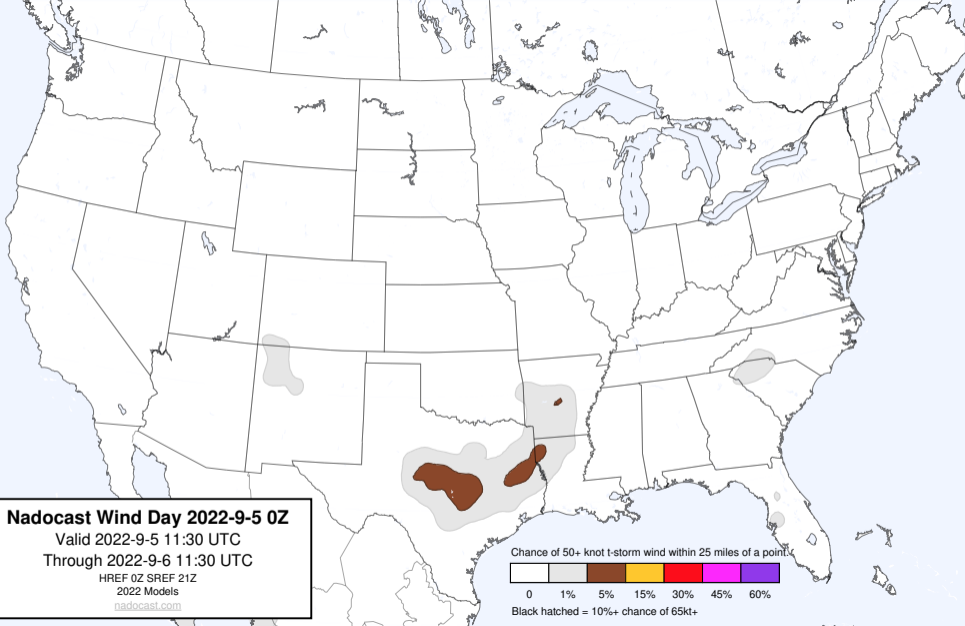 Nadocast Wind Day 2022-9-5 0Z
Valid 2022-9-5 11:30 UTC
Through 2022-9-6 11:30 UTC
HREF 0Z SREF 21Z
2022 Models
nadocast.com
Chance of 50+ knot t-storm wind within 25 miles of a point.
0 1% 5% 15% 30% 45% 60%
Black hatched = 10%+ chance of 65kt+